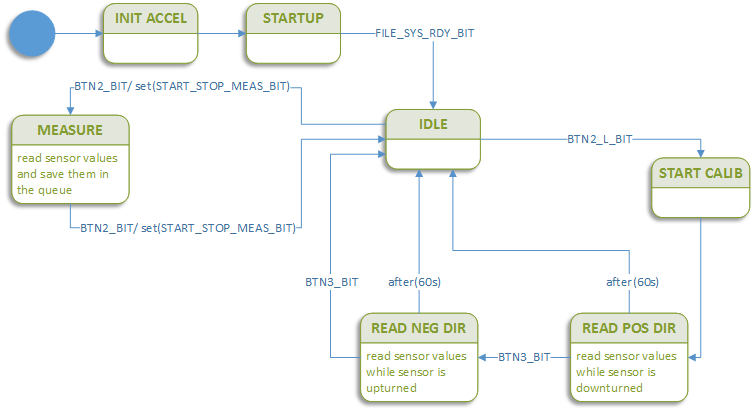 INIT ACCEL
STARTUP
FILE_SYS_RDY_BIT
BTN2_BIT/ set(START_STOP_MEAS_BIT)
MEASURE
read sensor values
and save them in
the queue
IDLE
BTN2_L_BIT
START CALIB
BTN2_BIT/ set(START_STOP_MEAS_BIT)
BTN3_BIT
after(60s)
after(60s)
READ NEG DIR
read sensor values
while sensor is
upturned
BTN3_BIT
READ POS DIR
read sensor values
while sensor is
downturned